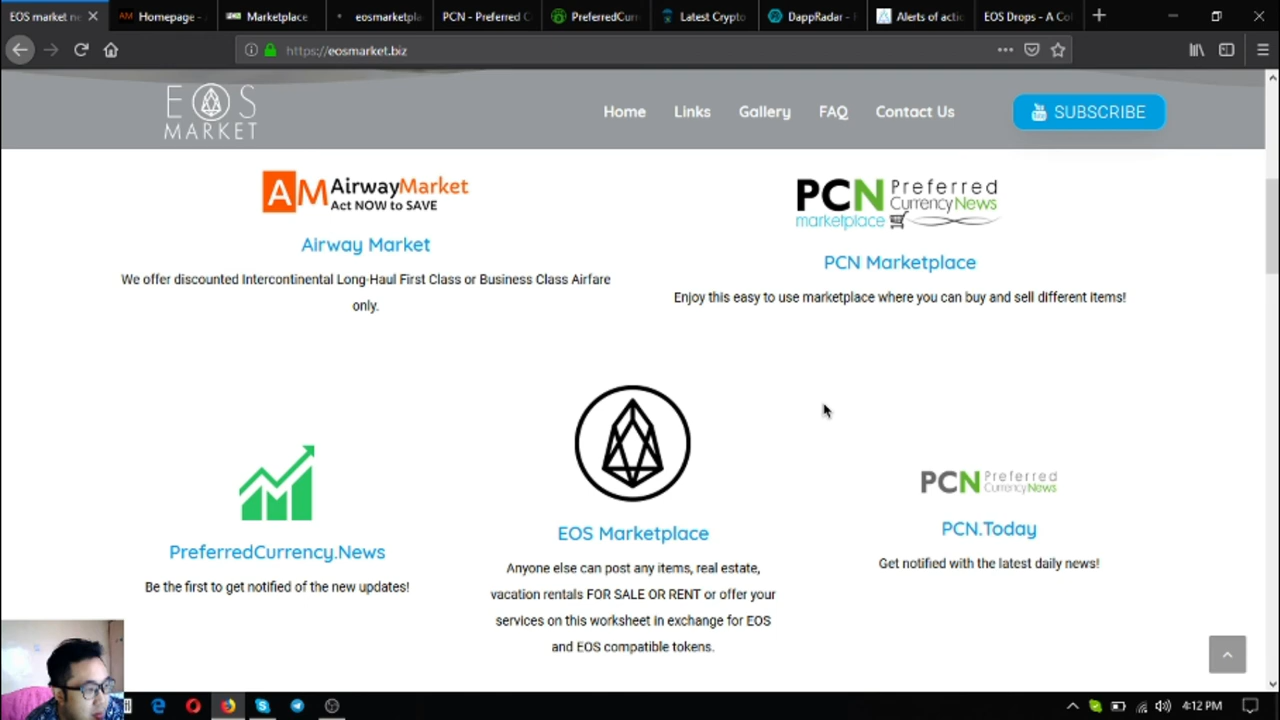 EOS market ne
Homepage -
Marketplace
eosmarketpla
PCN - Preferred C
PreferredCurr
Latest Crypto
DappRadar -
Alerts of actio
EOS Drops - A Col
https://eosmarket.biz
EOS
MARKET
Home
Links
Gallery
FAQ
Contact Us
SUBSCRIBE
AM AirwayMarket
Act NOW to SAVE
Airway Market
We offer discounted Intercontinental Long-Haul First Class or Business Class Airfare
only.
PCN Preferred
Currency News
marketplace
PCN Marketplace
Enjoy this easy to use marketplace where you can buy and sell different items!
PreferredCurrency.News
Be the first to get notified of the new updates!
EOS Marketplace
Anyone else can post any items, real estate,
vacation rentals FOR SALE OR RENT or offer your
services on this worksheet in exchange for EOS
and EOS compatible tokens.
PCN Preferred
Currency News
PCN.Today
Get notified with the latest daily news!
4:12 PM